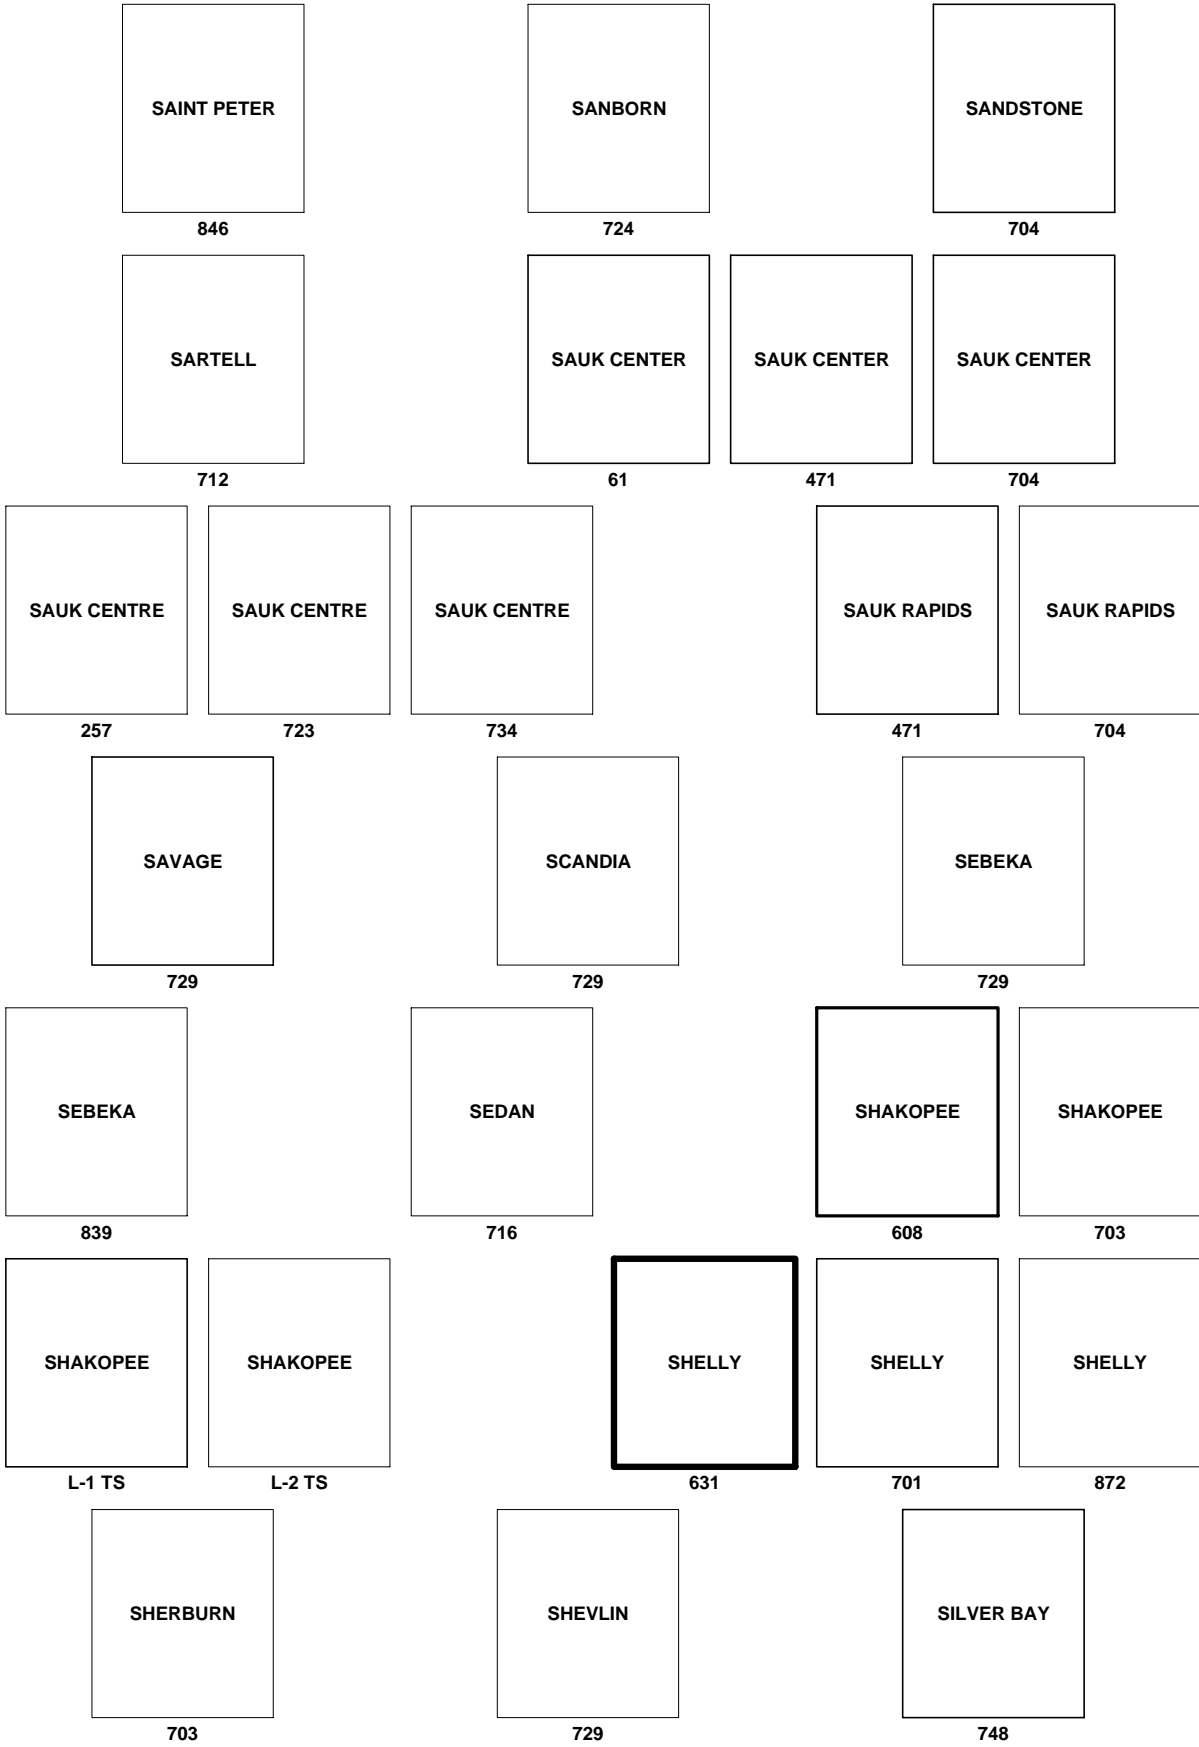 SAINT PETER SANBORN SANDSTONE
846 724 704
SARTELL SAUK CENTER SAUK CENTER SAUK CENTER
712 61 471 704
SAUK CENTRE SAUK CENTRE SAUK CENTRE SAUK RAPIDS SAUK RAPIDS
257 723 734 471 704
SAVAGE SCANDIA SEBEKA
729 729 729
SEBEKA SEDAN SHAKOPEE SHAKOPEE
839 716 608 703
SHAKOPEE SHAKOPEE SHELLY SHELLY SHELLY
L-1 TS L-2 TS 631 701 872
SHERBURN SHEVLIN SILVER BAY
703 729 748